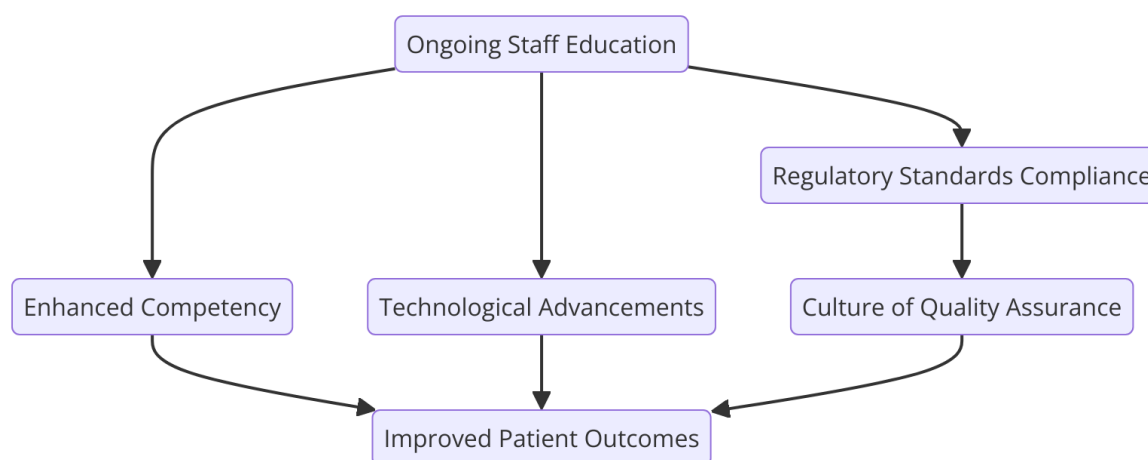 Ongoing Staff Education
Regulatory Standards Compliance
Enhanced Competency
Technological Advancements
Culture of Quality Assurance
Improved Patient Outcomes